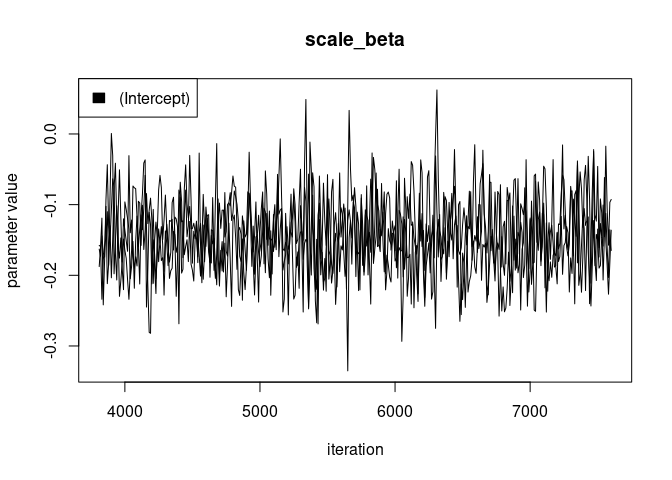 scale_beta
(Intercept)
parameter value
0.0
-0.1
-0.2
-0.3
4000 5000 6000 7000
iteration